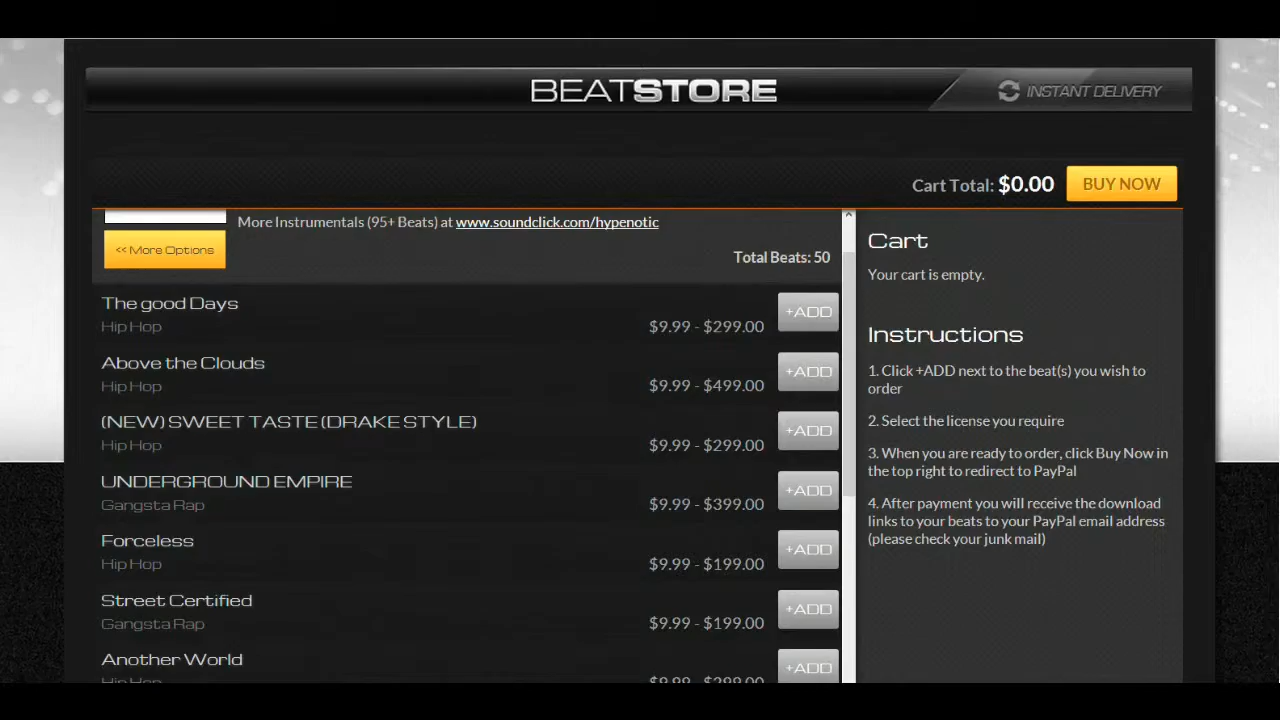 BEATSTORE
INSTANT DELIVERY
Cart Total: $0.00
BUY NOW
More Instrumentals (95+ Beats) at www.soundclick.com/hypenotic
<< More Options
Total Beats: 50
The good Days
Hip Hop
$9.99 - $299.00
+ADD
Above the Clouds
Hip Hop
$9.99 - $499.00
+ADD
(NEW) SWEET TASTE (DRAKE STYLE)
Hip Hop
$9.99 - $299.00
+ADD
UNDERGROUND EMPIRE
Gangsta Rap
$9.99 - $399.00
+ADD
Forceless
Hip Hop
$9.99 - $199.00
+ADD
Street Certified
Gangsta Rap
$9.99 - $199.00
+ADD
Another World
Hip Hop
$9.99 - $299.00
+ADD
Cart
Your cart is empty.
Instructions
1. Click +ADD next to the beat(s) you wish to
order
2. Select the license you require
3. When you are ready to order, click Buy Now in
the top right to redirect to PayPal
4. After payment you will receive the download
links to your beats to your PayPal email address
(please check your junk mail)